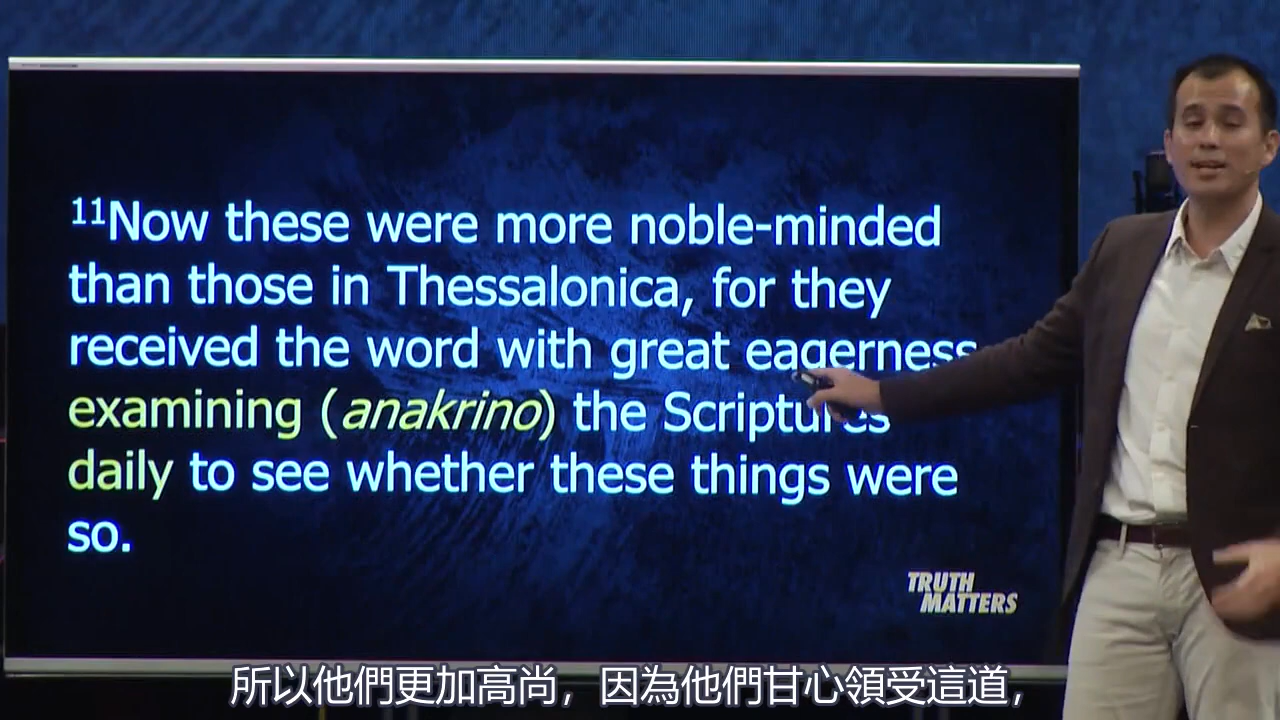 ¹¹Now these were more noble-minded
than those in Thessalonica, for they
received the word with great eagerness
examining (anakrino) the Scriptures
daily to see whether these things were
so.
TRUTH
MATTERS
所以他們更加高尚，因為他們甘心領受這道，